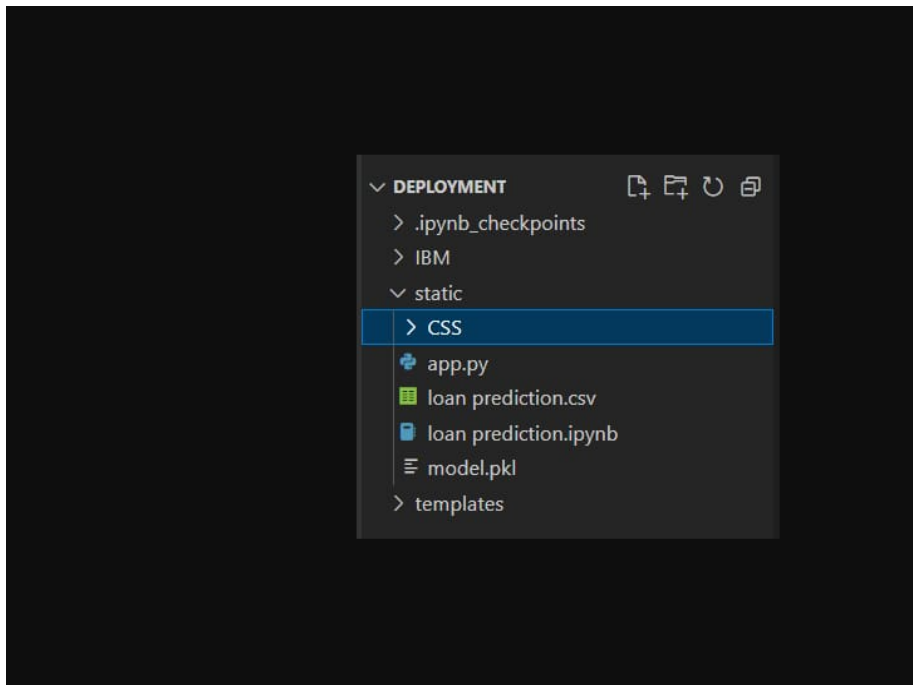 DEPLOYMENT
.ipynb_checkpoints
IBM
static
CSS
app.py
loan prediction.csv
loan prediction.ipynb
model.pkl
templates